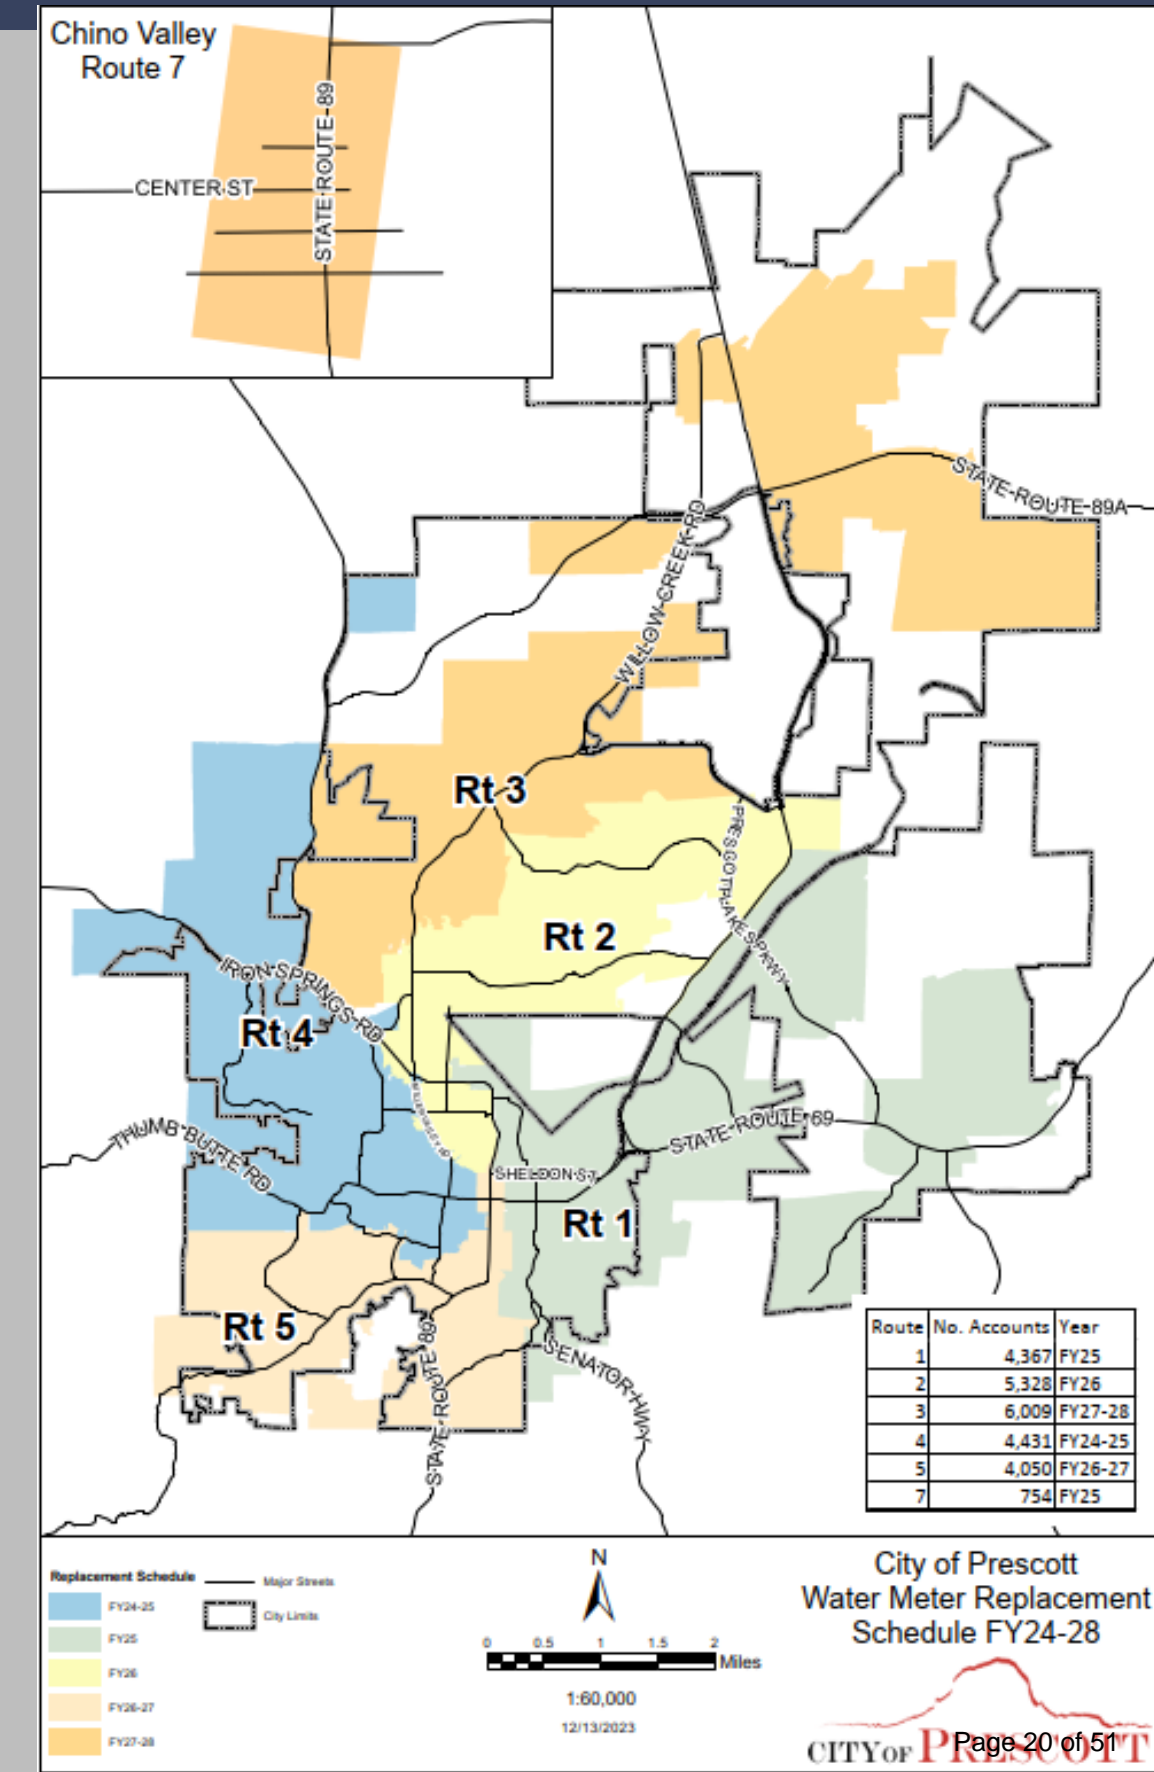 Chino Valley
Route 7
STATE ROUTE 89
CENTER ST
STATE-ROUTE-89A
WILLOW-CREEK-RD
Rt 3
PRESCOTT-LAKES-PKWY
Rt 2
IRON-SPRINGS-RD
Rt 4
STATE-ROUTE-69
THUMB-BUTTE RD
SHELDON-ST
Rt 1
Rt 5
STATE-ROUTE 89
SENATOR-HWY
Route No. Accounts Year
1 4,367 FY25
2 5,328 FY26
3 6,009 FY27-28
4 4,431 FY24-25
5 4,050 FY26-27
7 754 FY25
Replacement Schedule
FY24-25
FY25
FY26
FY26-27
FY27-28
Major Streets
City Limits
N
0 0.5 1 1.5 2
Miles
1:60,000
12/13/2023
City of Prescott
Water Meter Replacement
Schedule FY24-28
CITY OF PRESCOTT
Page 20 of 51